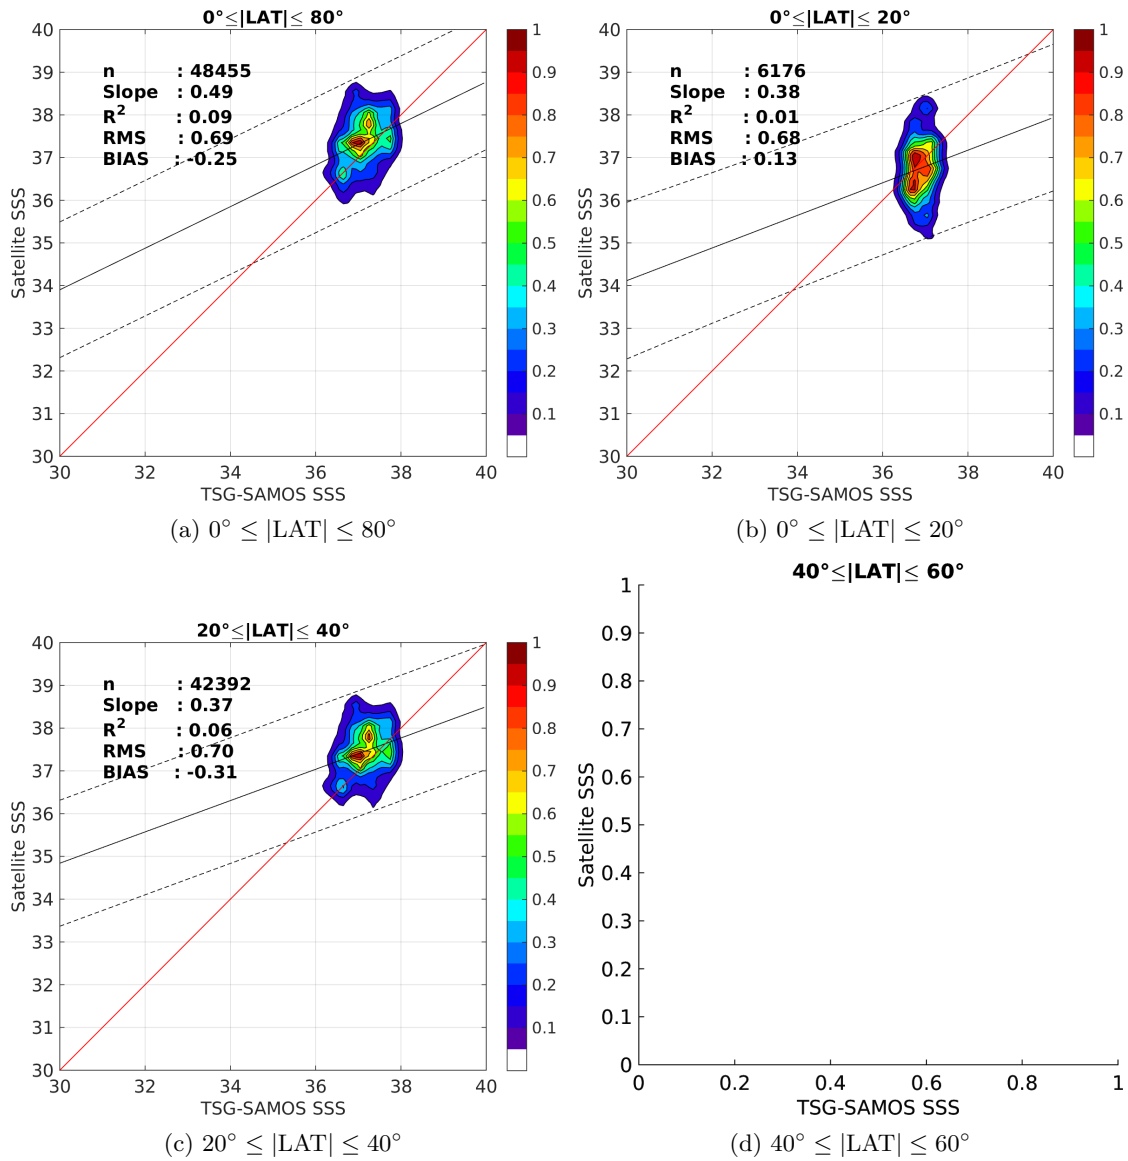 0°≤|LAT|≤ 80°
n : 48455
Slope : 0.49
R2 : 0.09
RMS : 0.69
BIAS : -0.25
40
39
38
37
36
35
34
33
32
31
30
30 32 34 36 38 40
TSG-SAMOS SSS
Satellite SSS
1
0.9
0.8
0.7
0.6
0.5
0.4
0.3
0.2
0.1
(a) 0° ≤ |LAT| ≤ 80°
0°≤|LAT|≤ 20°
n : 6176
Slope : 0.38
R2 : 0.01
RMS : 0.68
BIAS : 0.13
40
39
38
37
36
35
34
33
32
31
30
30 32 34 36 38 40
TSG-SAMOS SSS
Satellite SSS
1
0.9
0.8
0.7
0.6
0.5
0.4
0.3
0.2
0.1
(b) 0° ≤ |LAT| ≤ 20°
20°≤|LAT|≤ 40°
n : 42392
Slope : 0.37
R2 : 0.06
RMS : 0.70
BIAS : -0.31
40
39
38
37
36
35
34
33
32
31
30
30 32 34 36 38 40
TSG-SAMOS SSS
Satellite SSS
1
0.9
0.8
0.7
0.6
0.5
0.4
0.3
0.2
0.1
(c) 20° ≤ |LAT| ≤ 40°
40°≤|LAT|≤ 60°
1
0.9
0.8
0.7
0.6
0.5
0.4
0.3
0.2
0.1
0
0 0.2 0.4 0.6 0.8 1
TSG-SAMOS SSS
Satellite SSS
(d) 40° ≤ |LAT| ≤ 60°